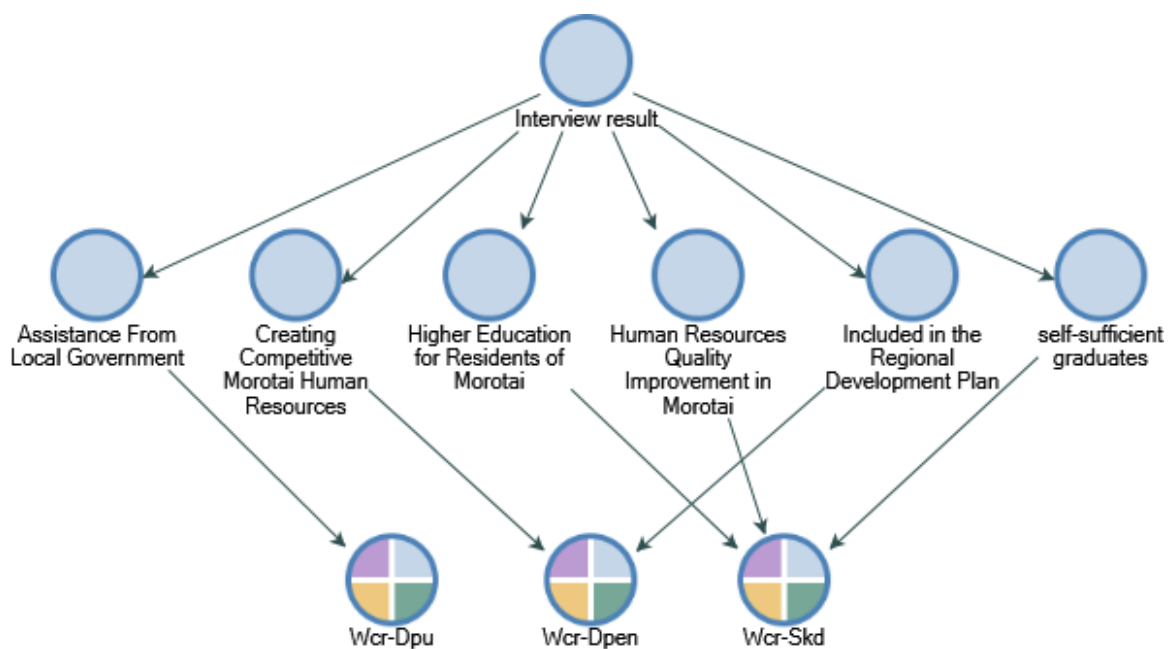 Interview result
Assistance From
Local Government
Creating
Competitive
Morotai Human
Resources
Higher Education
for Residents of
Morotai
Human Resources
Quality
Improvement in
Morotai
Included in the
Regional
Development Plan
self-sufficient
graduates
Wcr-Dpu
Wcr-Dpen
Wcr-Skd